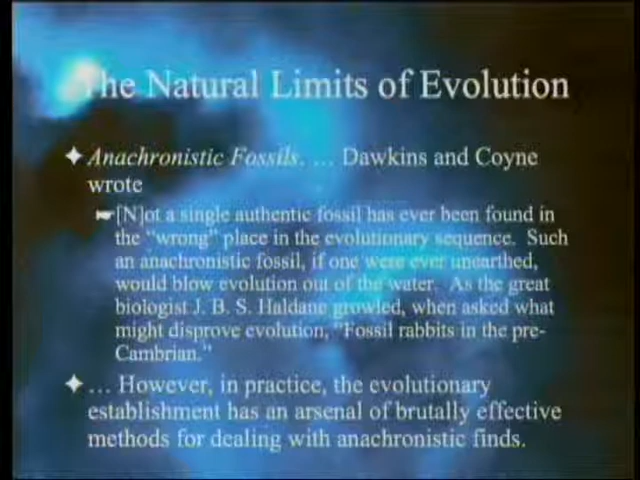 The Natural Limits of Evolution
Anachronistic Fossils. … Dawkins and Coyne
wrote
[N]ot a single authentic fossil has ever been found in
the "wrong" place in the evolutionary sequence. Such
an anachronistic fossil, if one were ever unearthed,
would blow evolution out of the water. As the great
biologist J. B. S. Haldane growled, when asked what
might disprove evolution, "Fossil rabbits in the pre-
Cambrian."
… However, in practice, the evolutionary
establishment has an arsenal of brutally effective
methods for dealing with anachronistic finds.